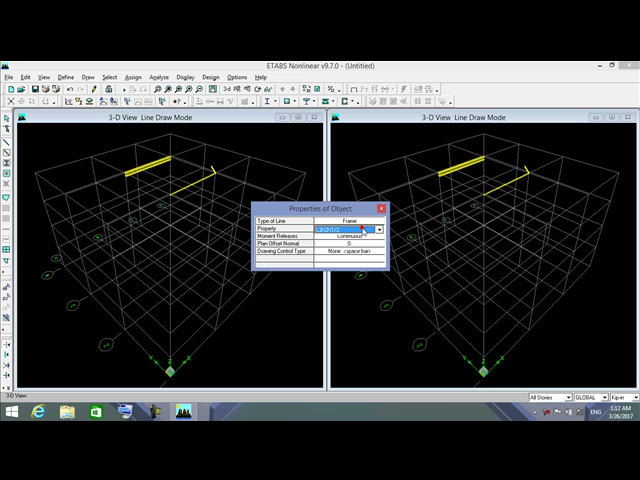 ETABS Nonlinear v9.7.0 - (Untitled)
File Edit View Define Draw Select Assign Analyze Display Design Options Help
3-D View Line Draw Mode
3-D View Line Draw Mode
Properties of Object
Type of Line Frame
Property
Moment Releases Continuous
Plan Offset Normal 0.
Drawing Control Type None <space bar>
Y Z X
Y Z X
3-D View
All Stories GLOBAL Kip-in
ENG
1:12 AM
3/26/2017